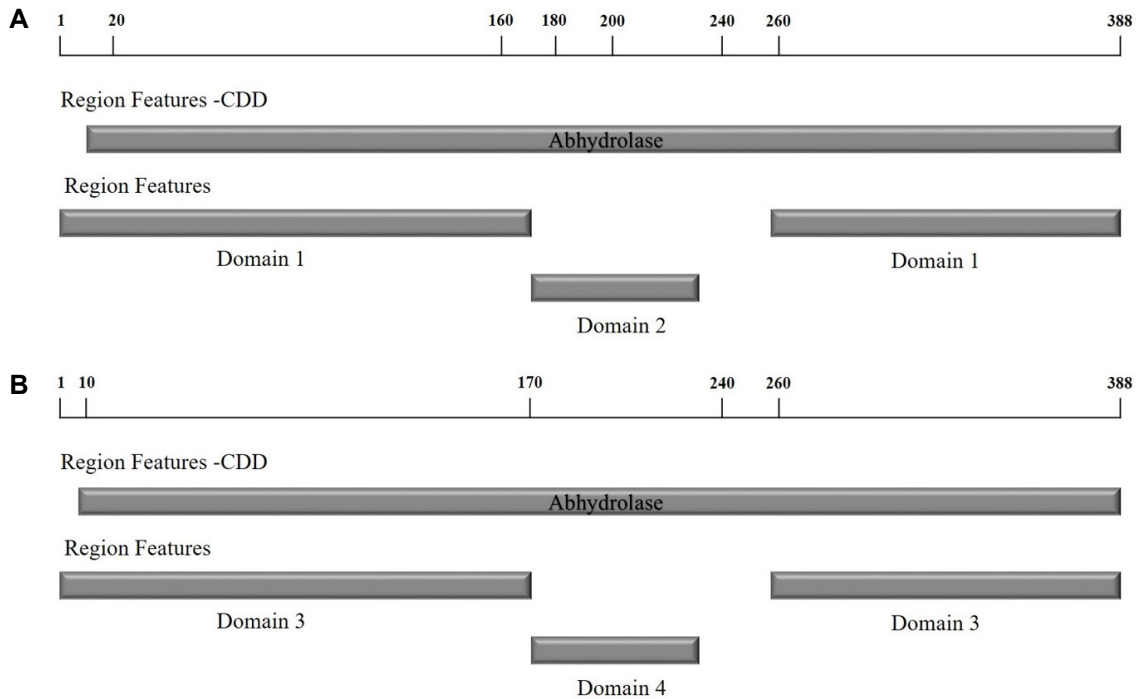 A
1 20 160 180 200 240 260 388
Region Features -CDD
Abhydrolase
Region Features
Domain 1 Domain 1
Domain 2
B
1 10 170 240 260 388
Region Features -CDD
Abhydrolase
Region Features
Domain 3 Domain 3
Domain 4